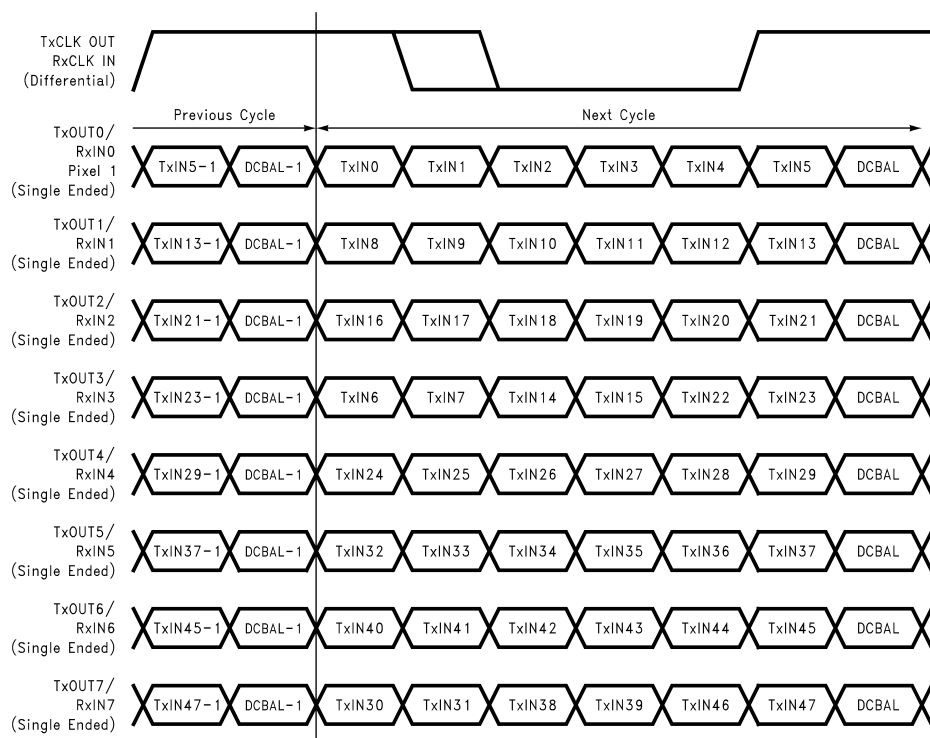 TxCLK OUT
RxCLK IN
(Differential)
Previous Cycle
Next Cycle
TxOUT0/
RxIN0
Pixel 1
(Single Ended)
TxIN5-1 DCBAL-1 TxIN0 TxIN1 TxIN2 TxIN3 TxIN4 TxIN5 DCBAL
TxOUT1/
RxIN1
(Single Ended)
TxIN13-1 DCBAL-1 TxIN8 TxIN9 TxIN10 TxIN11 TxIN12 TxIN13 DCBAL
TxOUT2/
RxIN2
(Single Ended)
TxIN21-1 DCBAL-1 TxIN16 TxIN17 TxIN18 TxIN19 TxIN20 TxIN21 DCBAL
TxOUT3/
RxIN3
(Single Ended)
TxIN23-1 DCBAL-1 TxIN6 TxIN7 TxIN14 TxIN15 TxIN22 TxIN23 DCBAL
TxOUT4/
RxIN4
(Single Ended)
TxIN29-1 DCBAL-1 TxIN24 TxIN25 TxIN26 TxIN27 TxIN28 TxIN29 DCBAL
TxOUT5/
RxIN5
(Single Ended)
TxIN37-1 DCBAL-1 TxIN32 TxIN33 TxIN34 TxIN35 TxIN36 TxIN37 DCBAL
TxOUT6/
RxIN6
(Single Ended)
TxIN45-1 DCBAL-1 TxIN40 TxIN41 TxIN42 TxIN43 TxIN44 TxIN45 DCBAL
TxOUT7/
RxIN7
(Single Ended)
TxIN47-1 DCBAL-1 TxIN30 TxIN31 TxIN38 TxIN39 TxIN46 TxIN47 DCBAL